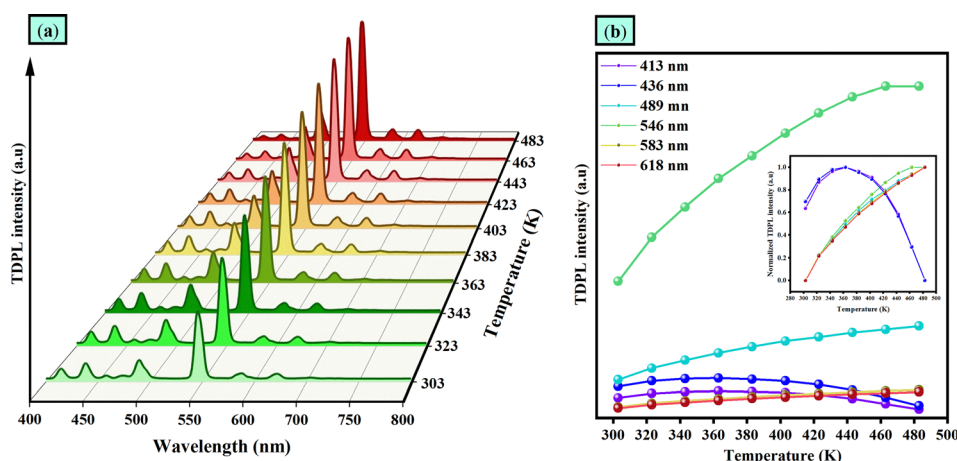 (a)
TDPL intensity (a.u)
483
463
443
423
403
383
363
343
323
303
Temperature (K)
400 450 500 550 600 650 700 750 800
Wavelength (nm)
(b)
TDPL intensity (a.u)
413 nm
436 nm
489 mn
546 nm
583 nm
618 nm
Normalized TDPL intensity (a.u)
1.0
0.8
0.6
0.4
0.2
0.0
280 300 320 340 360 380 400 420 440 460 480 500
Temperature (K)
300 320 340 360 380 400 420 440 460 480 500
Temperature (K)